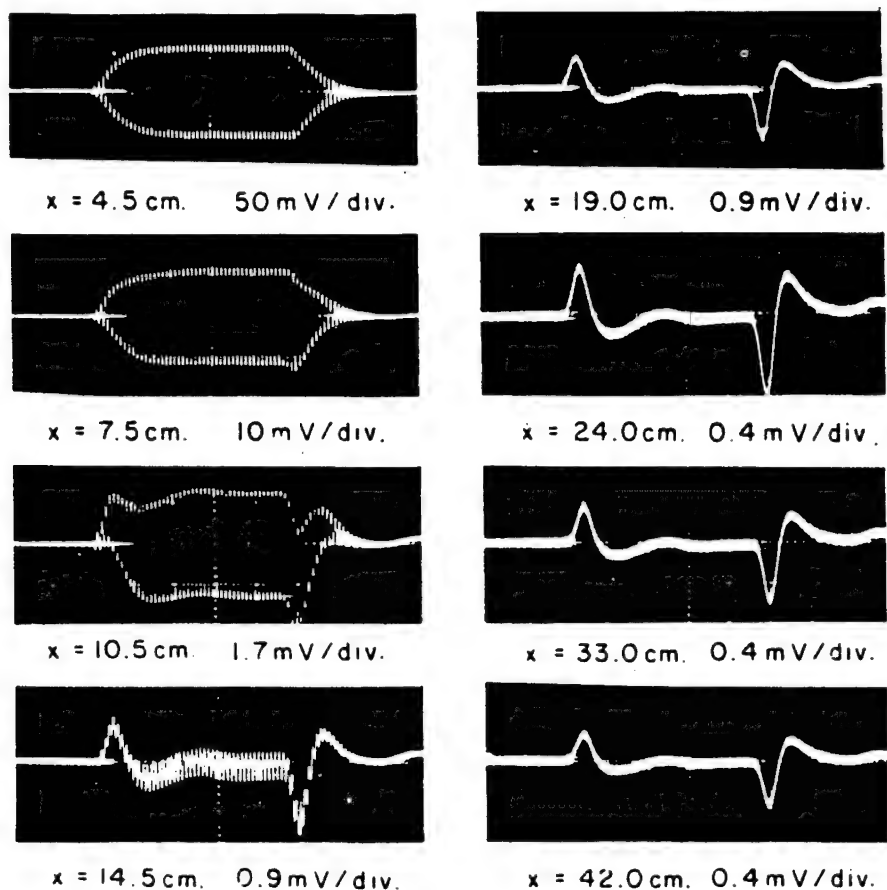 x = 4.5 cm. 50 mV/div.
x = 7.5 cm. 10 mV/div.
x = 10.5 cm. 1.7 mV/div.
x = 14.5 cm. 0.9 mV/div.
x = 19.0 cm. 0.9 mV/div.
x = 24.0 cm. 0.4 mV/div.
x = 33.0 cm. 0.4 mV/div.
x = 42.0 cm. 0.4 mV/div.